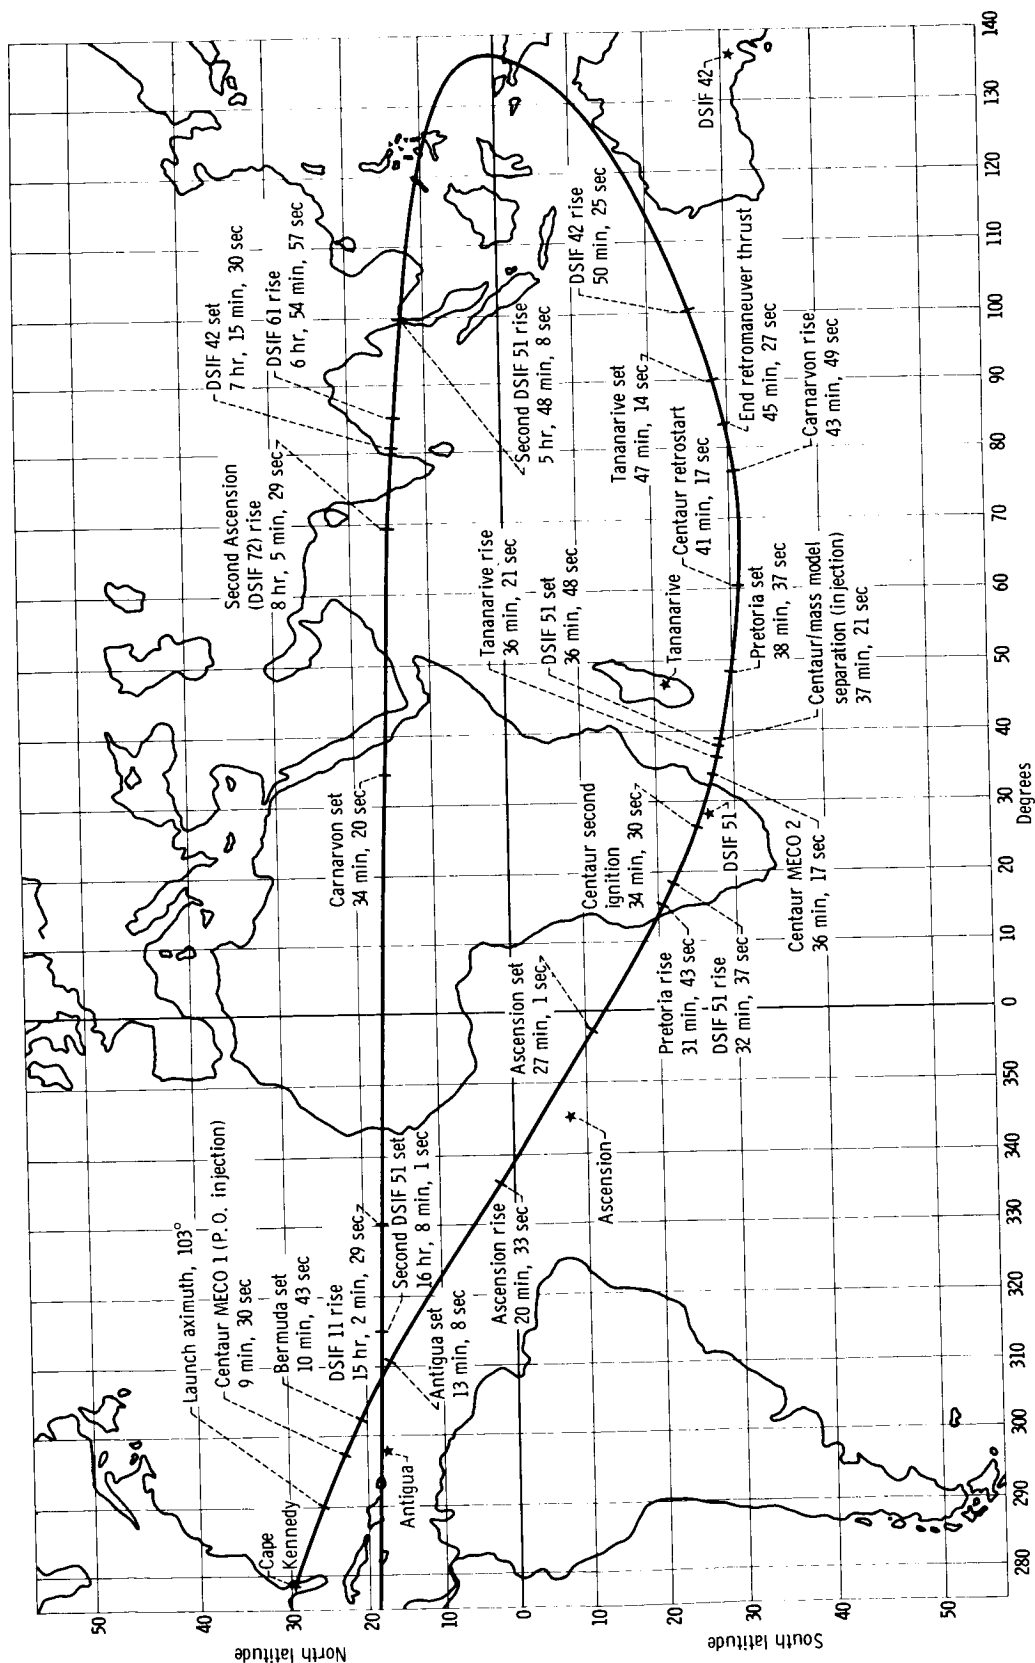 Launch azimuth, 103°
Centaur MECO 1 (P.O. injection)
9 min, 30 sec
Bermuda set
10 min, 43 sec
DSIF 11 rise
15 hr, 2 min, 29 sec
Second DSIF 51 set
16 hr, 8 min, 1 sec
Antigua set
13 min, 8 sec
Ascension rise
20 min, 33 sec
Cape
Kennedy
Antigua
Ascension
Ascension set
27 min, 1 sec
Carnarvon set
34 min, 20 sec
Centaur second
ignition
34 min, 30 sec
Pretoria rise
31 min, 43 sec
DSIF 51 rise
32 min, 37 sec
DSIF 51
Centaur MECO 2
36 min, 17 sec
Second Ascension
(DSIF 72) rise
8 hr, 5 min, 29 sec
Tananarive rise
36 min, 21 sec
DSIF 51 set
36 min, 48 sec
Tananarive
Centaur/mass model
separation (injection)
37 min, 21 sec
Pretoria set
38 min, 37 sec
Centaur retrostart
41 min, 17 sec
Tananarive set
47 min, 14 sec
Carnarvon rise
43 min, 49 sec
End retromaneuver thrust
45 min, 27 sec
DSIF 42 set
7 hr, 15 min, 30 sec
DSIF 61 rise
6 hr, 54 min, 57 sec
Second DSIF 51 rise
5 hr, 48 min, 8 sec
DSIF 42 rise
50 min, 25 sec
DSIF 42
North latitude
South latitude
50
40
30
20
10
0
10
20
30
40
50
280
290
300
310
320
330
340
350
0
10
20
30
40
50
60
70
80
90
100
110
120
130
140
Degrees